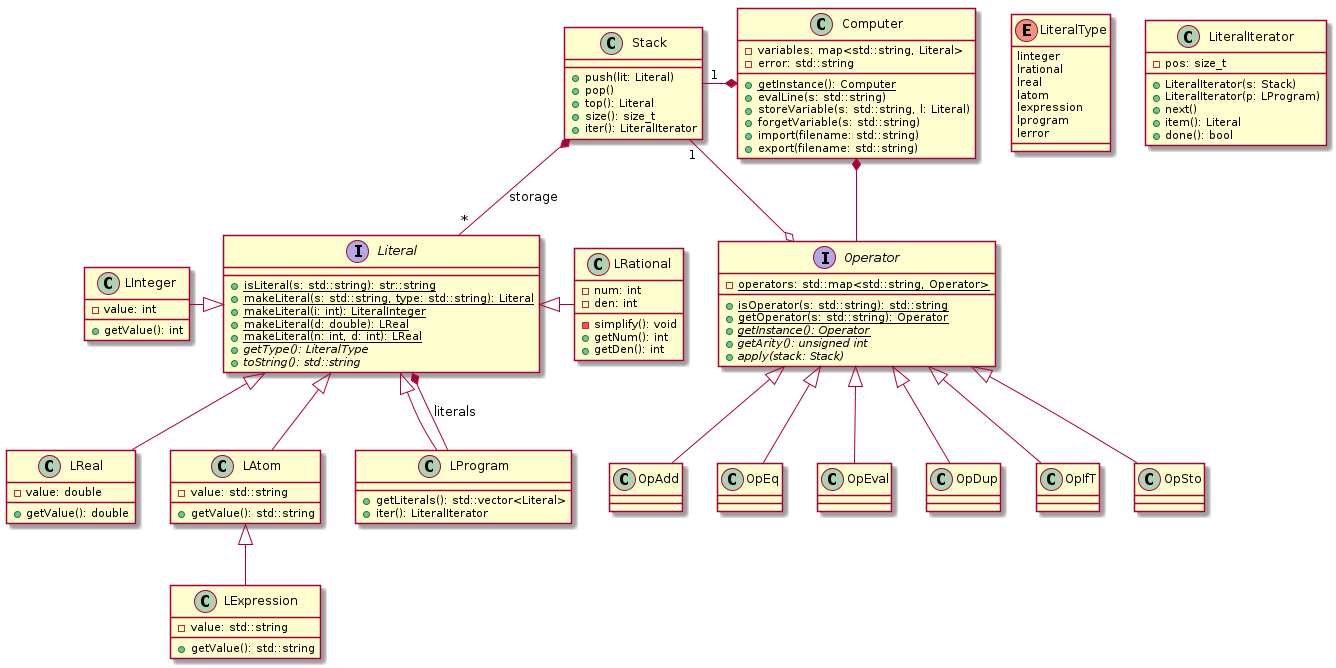 C Stack
push(lit: Literal)
pop()
top(): Literal
size(): size_t
iter(): LiteralIterator
1
C Computer
variables: map<std::string, Literal>
error: std::string
getInstance(): Computer
evalLine(s: std::string)
storeVariable(s: std::string, l: Literal)
forgetVariable(s: std::string)
import(filename: std::string)
export(filename: std::string)
E LiteralType
linteger
lrational
lreal
latom
lexpression
lprogram
lerror
C LiteralIterator
pos: size_t
LiteralIterator(s: Stack)
LiteralIterator(p: LProgram)
next()
item(): Literal
done(): bool
1
storage
*
C LInteger
value: int
getValue(): int
I Literal
isLiteral(s: std::string): str::string
makeLiteral(s: std::string, type: std::string): Literal
makeLiteral(i: int): LiteralInteger
makeLiteral(d: double): LReal
makeLiteral(n: int, d: int): LReal
getType(): LiteralType
toString(): std::string
C LRational
num: int
den: int
simplify(): void
getNum(): int
getDen(): int
I Operator
operators: std::map<std::string, Operator>
isOperator(s: std::string): std::string
getOperator(s: std::string): Operator
getInstance(): Operator
getArity(): unsigned int
apply(stack: Stack)
literals
C LReal
value: double
getValue(): double
C LAtom
value: std::string
getValue(): std::string
C LProgram
getLiterals(): std::vector<Literal>
iter(): LiteralIterator
C OpAdd
C OpEq
C OpEval
C OpDup
C OpIfT
C OpSto
C LExpression
value: std::string
getValue(): std::string